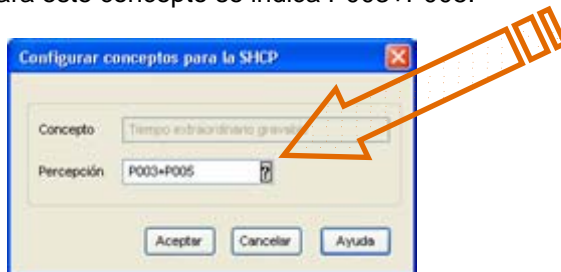 ara este concepto se indica P003+P005.
Configurar conceptos para la SHCP
Concepto Tiempo extraordinario gravable
Percepción P003+P005 ?
Aceptar Cancelar Ayuda